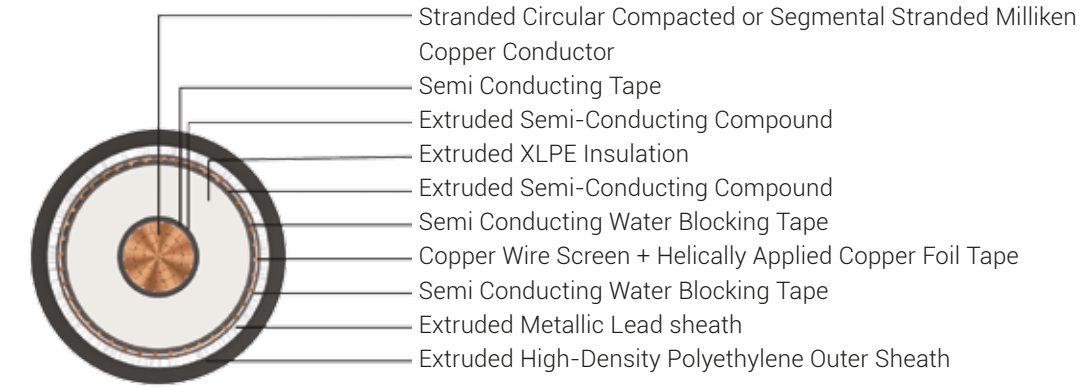 Stranded Circular Compacted or Segmental Stranded Milliken
Copper Conductor
Semi Conducting Tape
Extruded Semi-Conducting Compound
Extruded XLPE Insulation
Extruded Semi-Conducting Compound
Semi Conducting Water Blocking Tape
Copper Wire Screen + Helically Applied Copper Foil Tape
Semi Conducting Water Blocking Tape
Extruded Metallic Lead sheath
Extruded High-Density Polyethylene Outer Sheath